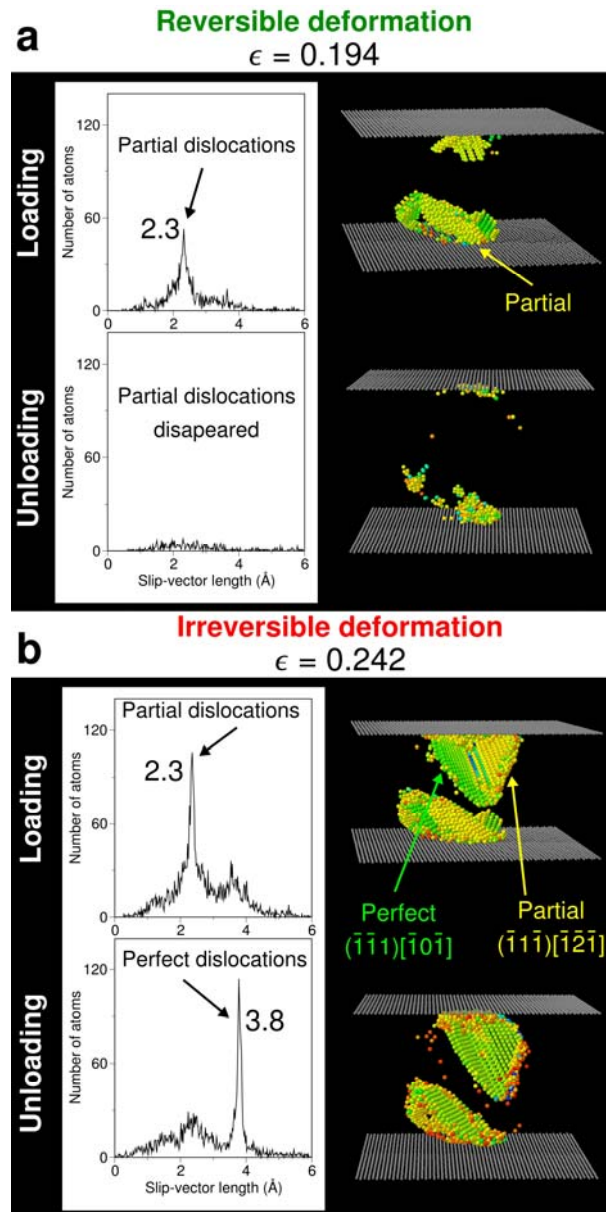 a
Reversible deformation
ϵ = 0.194
Loading
Number of atoms
120
60
0
Partial dislocations
2.3
0 2 4 6
Partial
Unloading
Number of atoms
120
60
0
Partial dislocations
disapeared
0 2 4 6
Slip-vector length (Å)
b
Irreversible deformation
ϵ = 0.242
Loading
Number of atoms
120
60
0
Partial dislocations
2.3
0 2 4 6
Perfect
(1̄1̄1)[1̄01̄]
Partial
(1̄11̄)[1̄2̄1̄]
Unloading
Number of atoms
120
60
0
Perfect dislocations
3.8
0 2 4 6
Slip-vector length (Å)